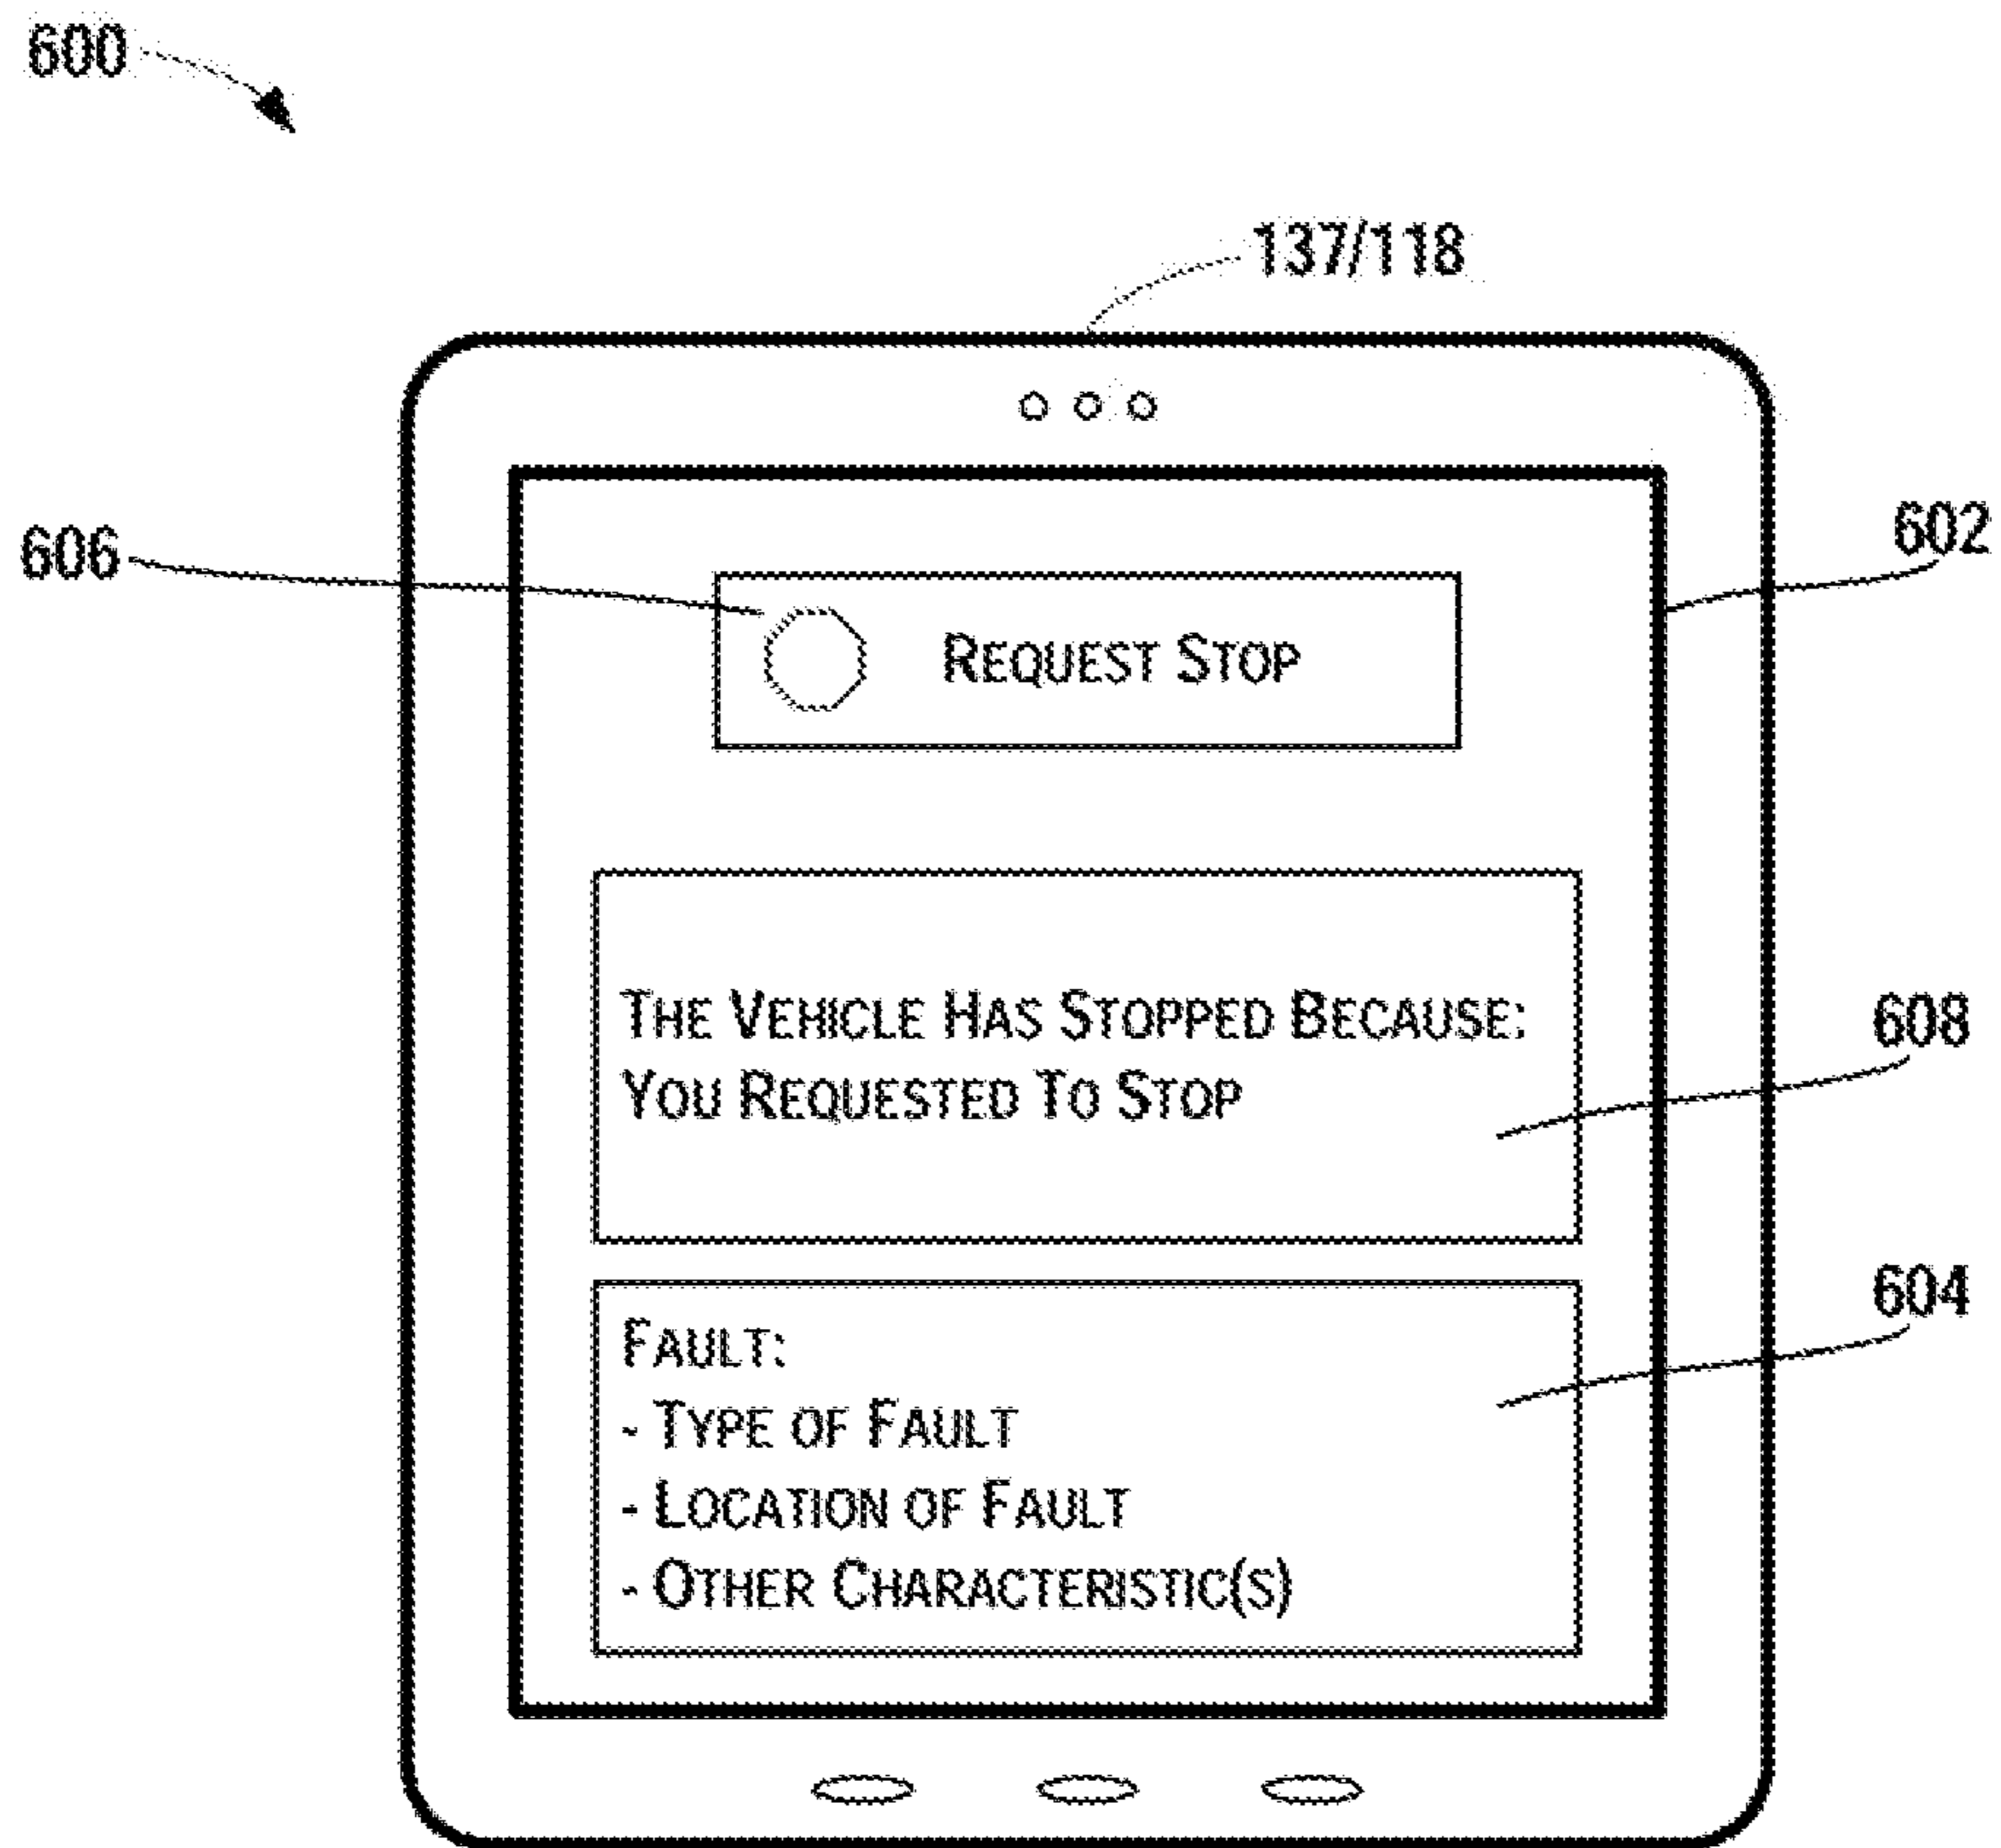 600
137/118
602
606
REQUEST STOP
THE VEHICLE HAS STOPPED BECAUSE:
YOU REQUESTED TO STOP
608
604
FAULT:
- TYPE OF FAULT
- LOCATION OF FAULT
- OTHER CHARACTERISTIC(S)